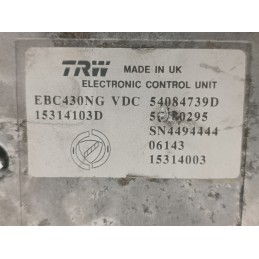 TRW MADE IN UK
ELECTRONIC CONTROL UNIT
EBC430NG VDC 54084739D
15314103D
SN4494444
06143
15314003